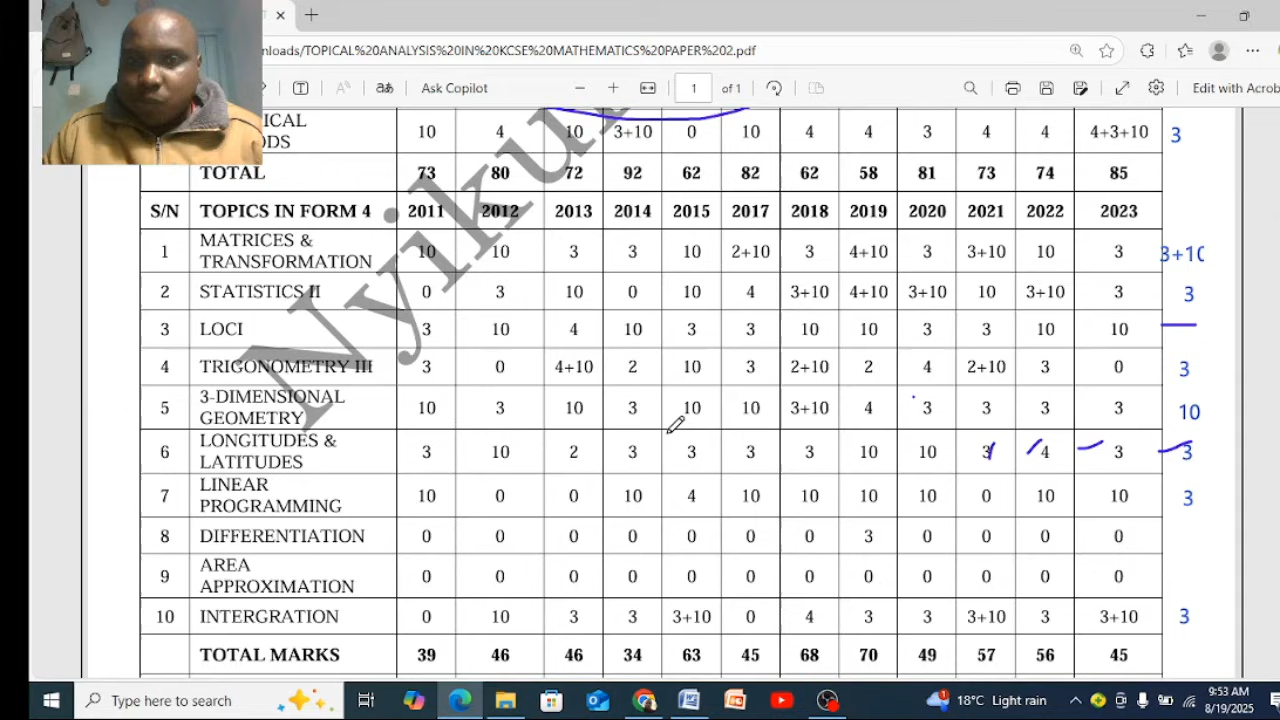 nloads/TOPICAL%20ANALYSIS%20IN%20KCSE%20MATHEMATICS%20PAPER%202.pdf
Ask Copilot
1 of 1
Edit with Acrob
ICAL 10 4 10 3+10 0 10 4 4 3 4 4 4+3+10 3
ODS
TOTAL 73 80 72 92 62 82 62 58 81 73 74 85
S/N TOPICS IN FORM 4 2011 2012 2013 2014 2015 2017 2018 2019 2020 2021 2022 2023
1 MATRICES & TRANSFORMATION 10 10 3 3 10 2+10 3 4+10 3 3+10 10 3 3+10
2 STATISTICS II 0 3 10 0 10 4 3+10 4+10 3+10 10 3+10 3 3
3 LOCI 3 10 4 10 3 3 10 10 3 3 10 10
4 TRIGONOMETRY III 3 0 4+10 2 10 3 2+10 2 4 2+10 3 0 3
5 3-DIMENSIONAL GEOMETRY 10 3 10 3 10 10 3+10 4 3 3 3 3 10
6 LONGITUDES & LATITUDES 3 10 2 3 3 3 3 10 10 3 4 3 3
7 LINEAR PROGRAMMING 10 0 0 10 4 10 10 10 10 0 10 10 3
8 DIFFERENTIATION 0 0 0 0 0 0 0 3 0 0 0 0
9 AREA APPROXIMATION 0 0 0 0 0 0 0 0 0 0 0 0
10 INTERGRATION 0 10 3 3 3+10 0 4 3 3 3+10 3 3+10 3
TOTAL MARKS 39 46 46 34 63 45 68 70 49 57 56 45
Nyiku
Type here to search
18°C Light rain
9:53 AM
8/19/2025